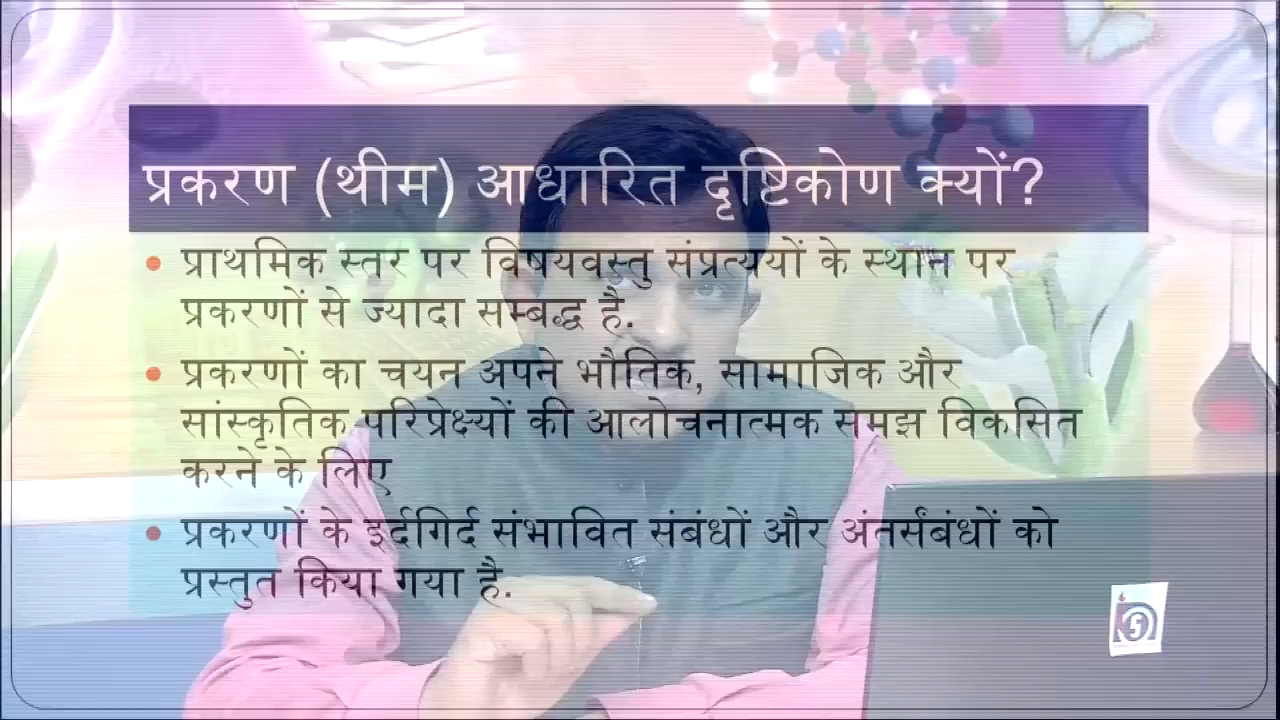 प्रकरण (थीम) आधारित दृष्टिकोण क्यों?
• प्राथमिक स्तर पर विषयवस्तु संप्रत्ययों के स्थान पर
प्रकरणों से ज्यादा सम्बद्ध है.
• प्रकरणों का चयन अपने भौतिक, सामाजिक और
सांस्कृतिक परिप्रेक्ष्यों की आलोचनात्मक समझ विकसित
करने के लिए
• प्रकरणों के इर्दगिर्द संभावित संबंधों और अंतर्संबंधों को
प्रस्तुत किया गया है.